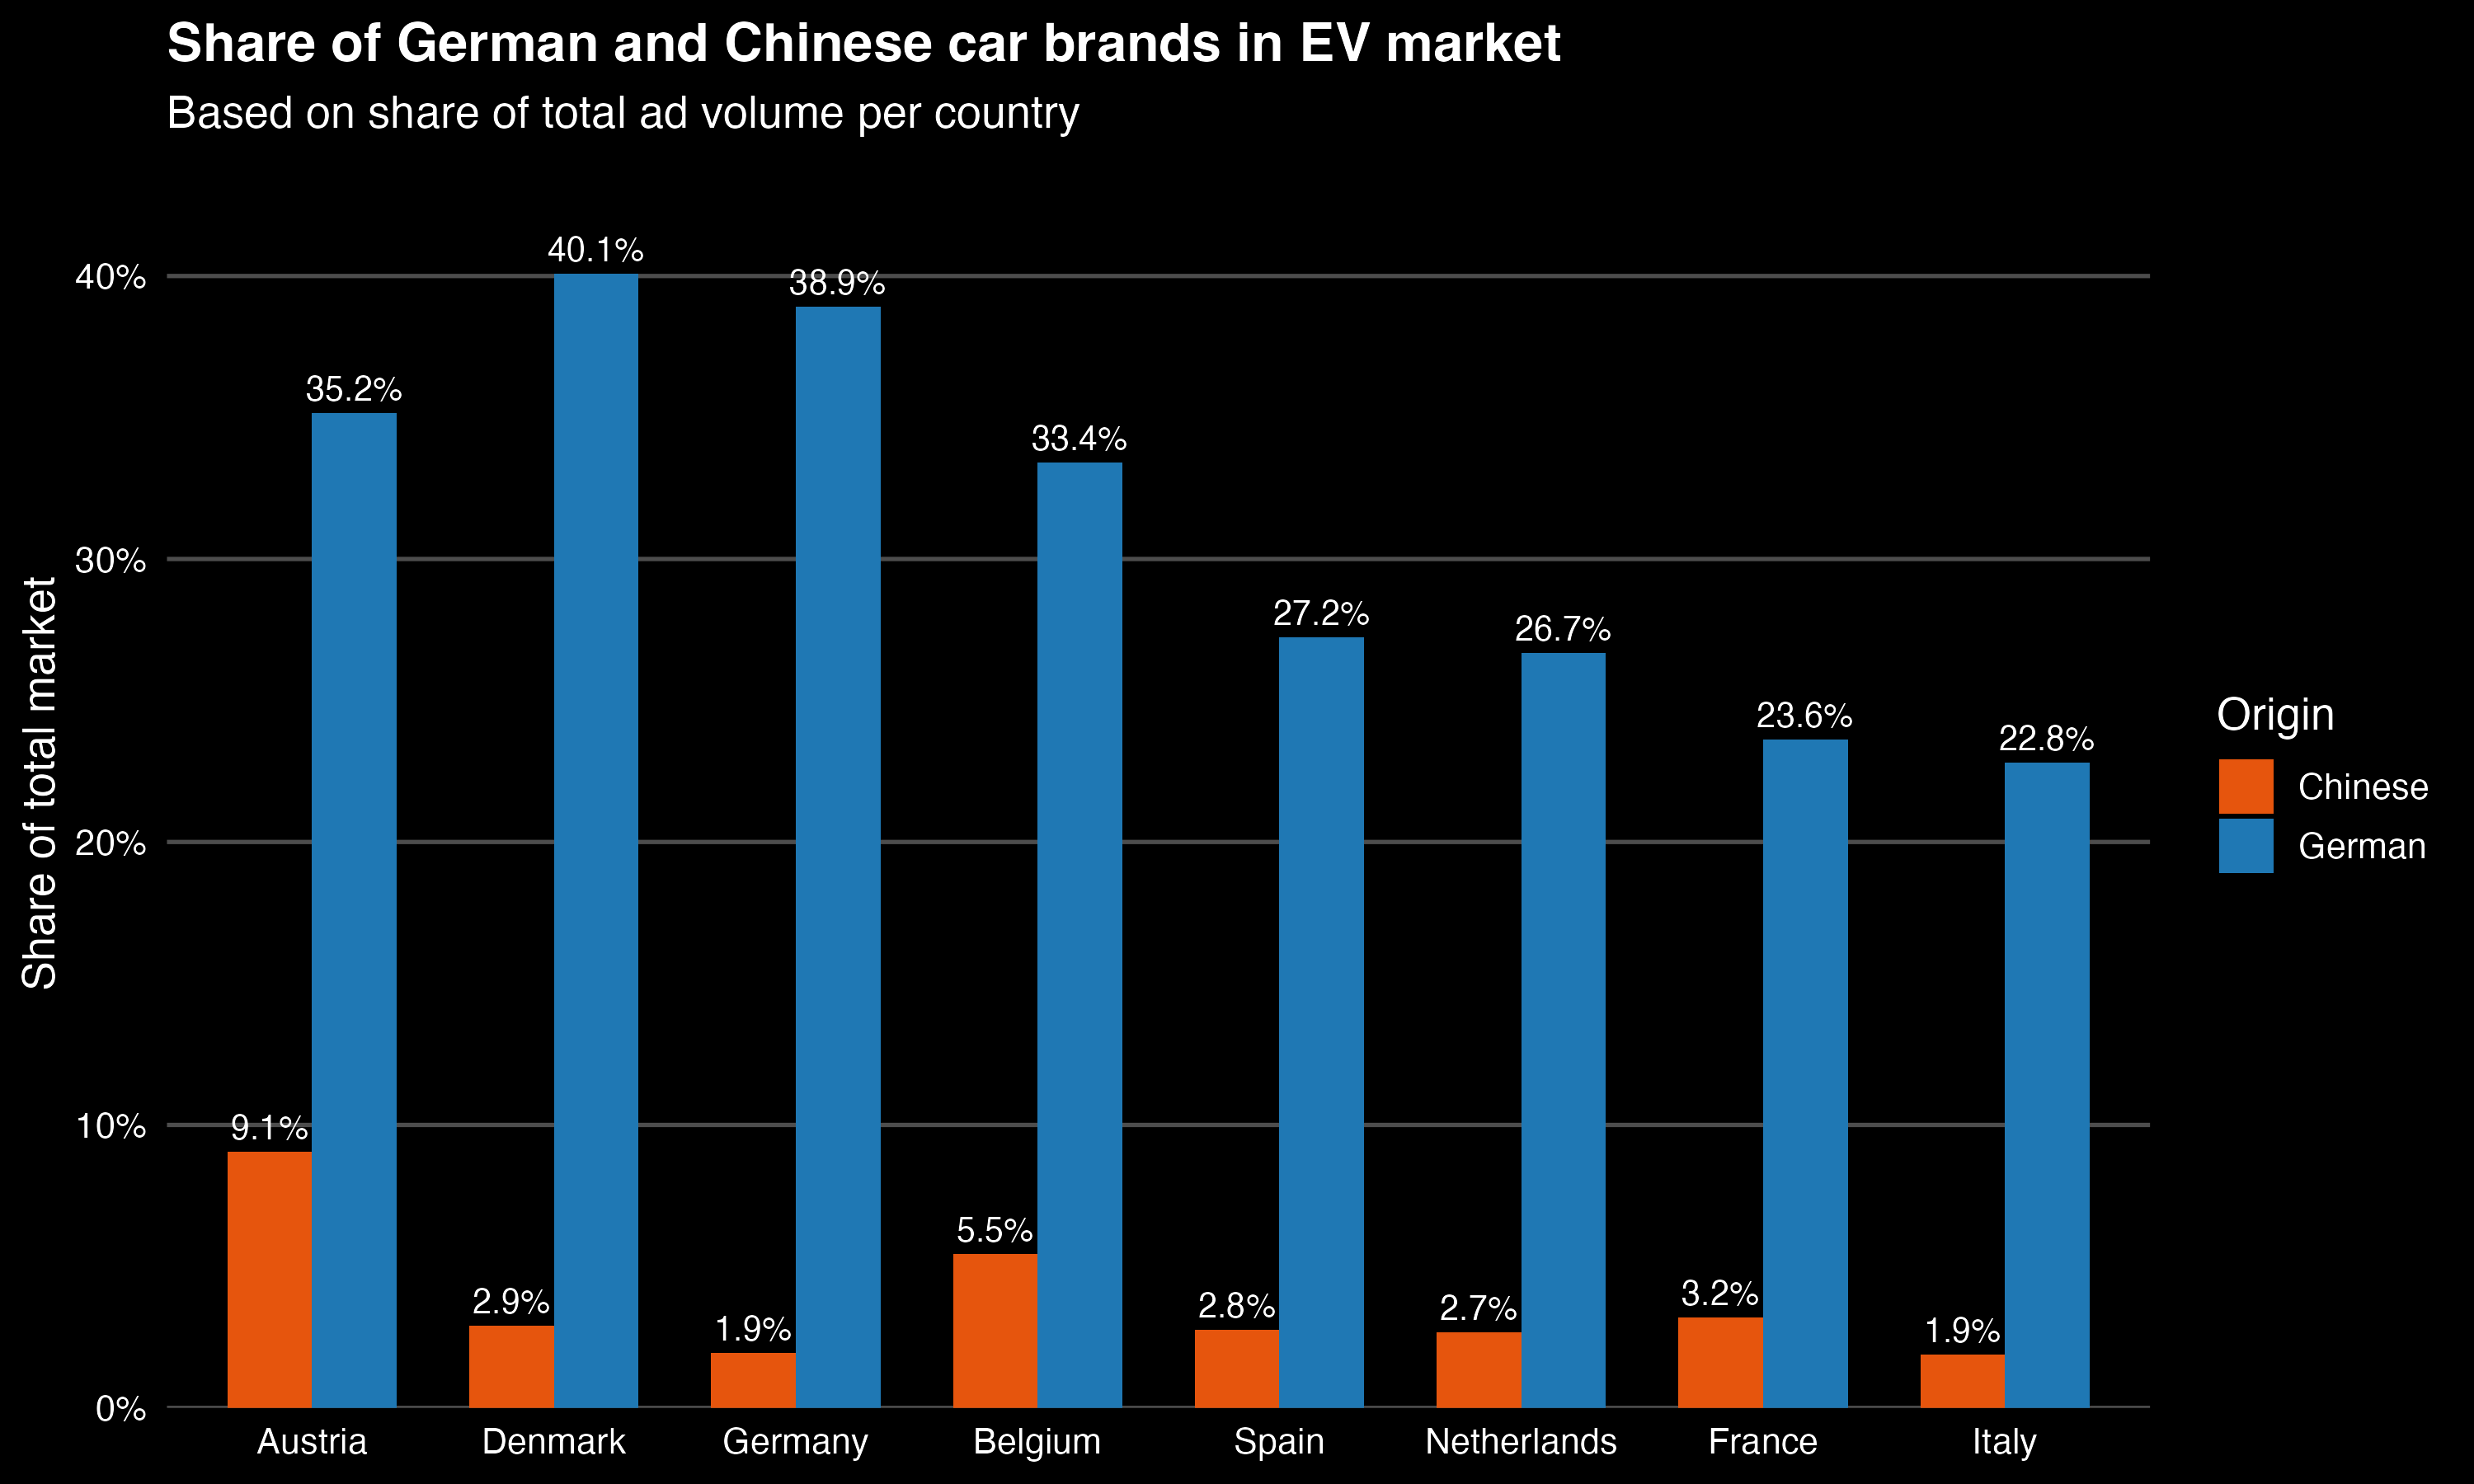 Share of German and Chinese car brands in EV market
Based on share of total ad volume per country
Share of total market
40%
30%
20%
10%
0%
9.1%
35.2%
2.9%
40.1%
1.9%
38.9%
5.5%
33.4%
2.8%
27.2%
2.7%
26.7%
3.2%
23.6%
1.9%
22.8%
Austria
Denmark
Germany
Belgium
Spain
Netherlands
France
Italy
Origin
Chinese
German